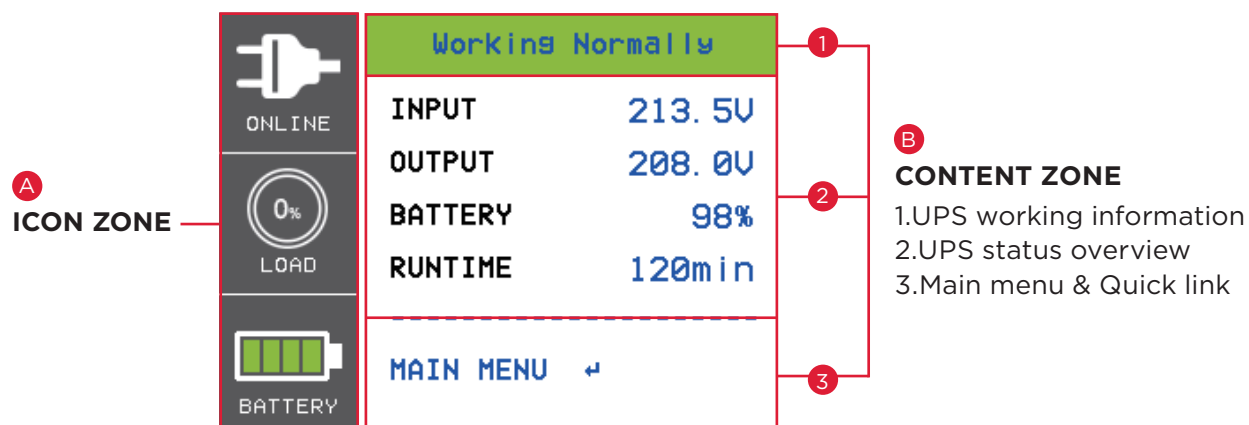 A
ICON ZONE
ONLINE
0%
LOAD
BATTERY
Working Normally
INPUT 213.5V
OUTPUT 208.0V
BATTERY 98%
RUNTIME 120min
MAIN MENU ↵
1
2
3
B
CONTENT ZONE
1.UPS working information
2.UPS status overview
3.Main menu & Quick link